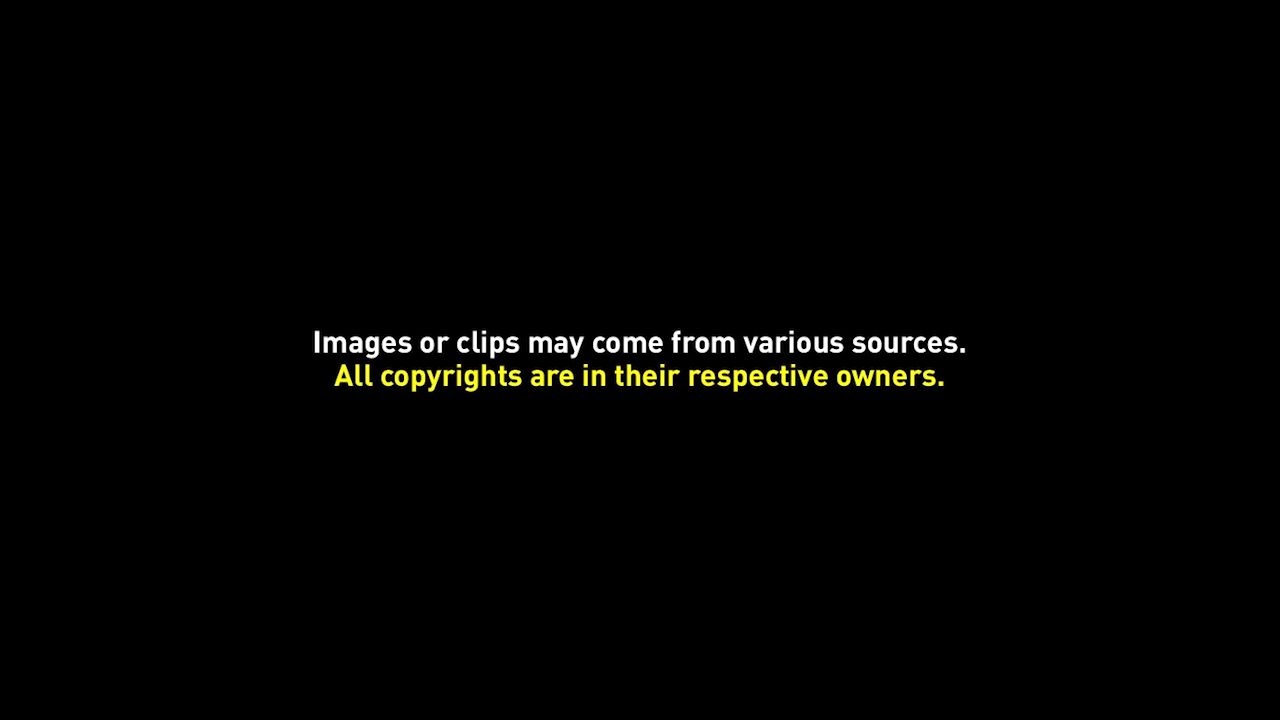 Images or clips may come from various sources.
All copyrights are in their respective owners.